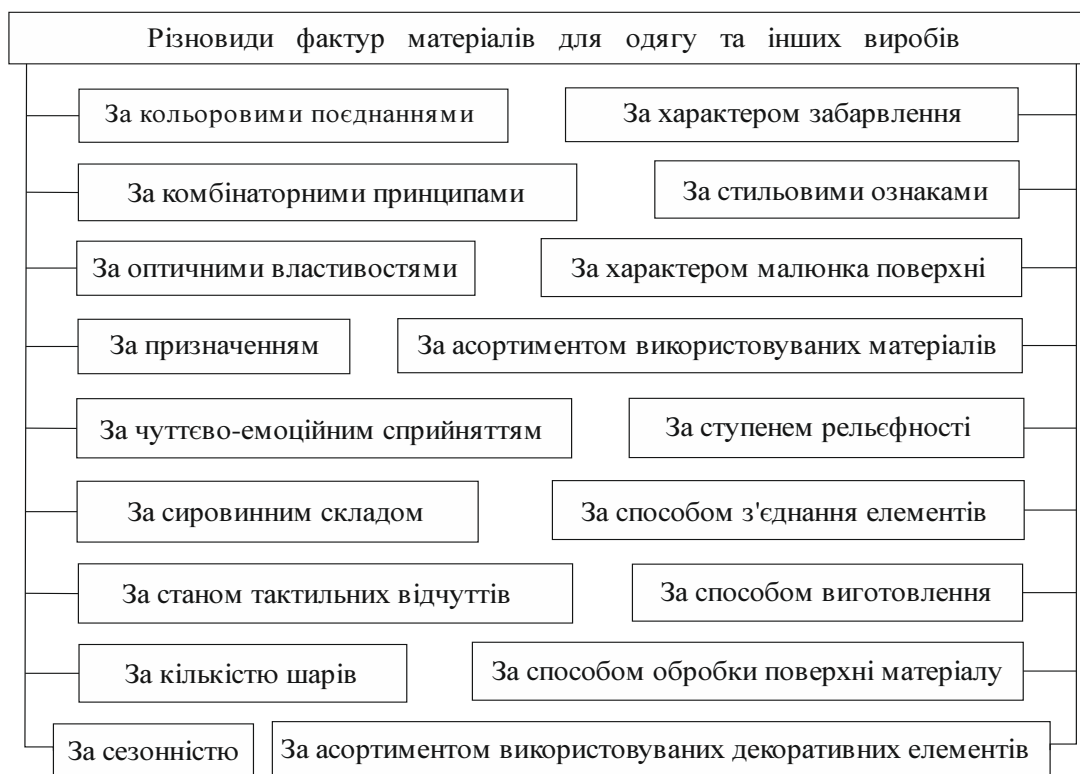 Різновиди фактур матеріалів для одягу та інших виробів
За кольоровими поєднаннями
За характером забарвлення
За комбінаторними принципами
За стильовими ознаками
За оптичними властивостями
За характером малюнка поверхні
За призначенням
За асортиментом використовуваних матеріалів
За чуттєво-емоційним сприйняттям
За ступенем рельєфності
За сировинним складом
За способом з'єднання елементів
За станом тактильних відчуттів
За способом виготовлення
За кількістю шарів
За способом обробки поверхні матеріалу
За сезонністю
За асортиментом використовуваних декоративних елементів